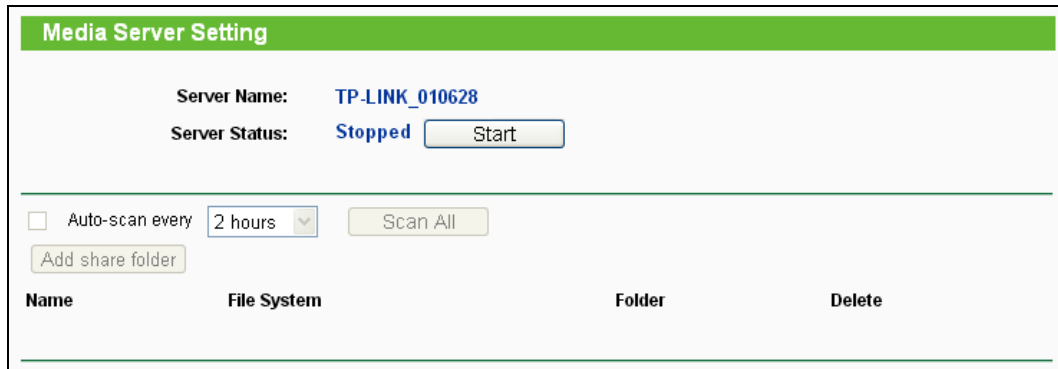 Media Server Setting
Server Name: TP-LINK_010628
Server Status: Stopped Start
Auto-scan every 2 hours Scan All
Add share folder
Name File System Folder Delete